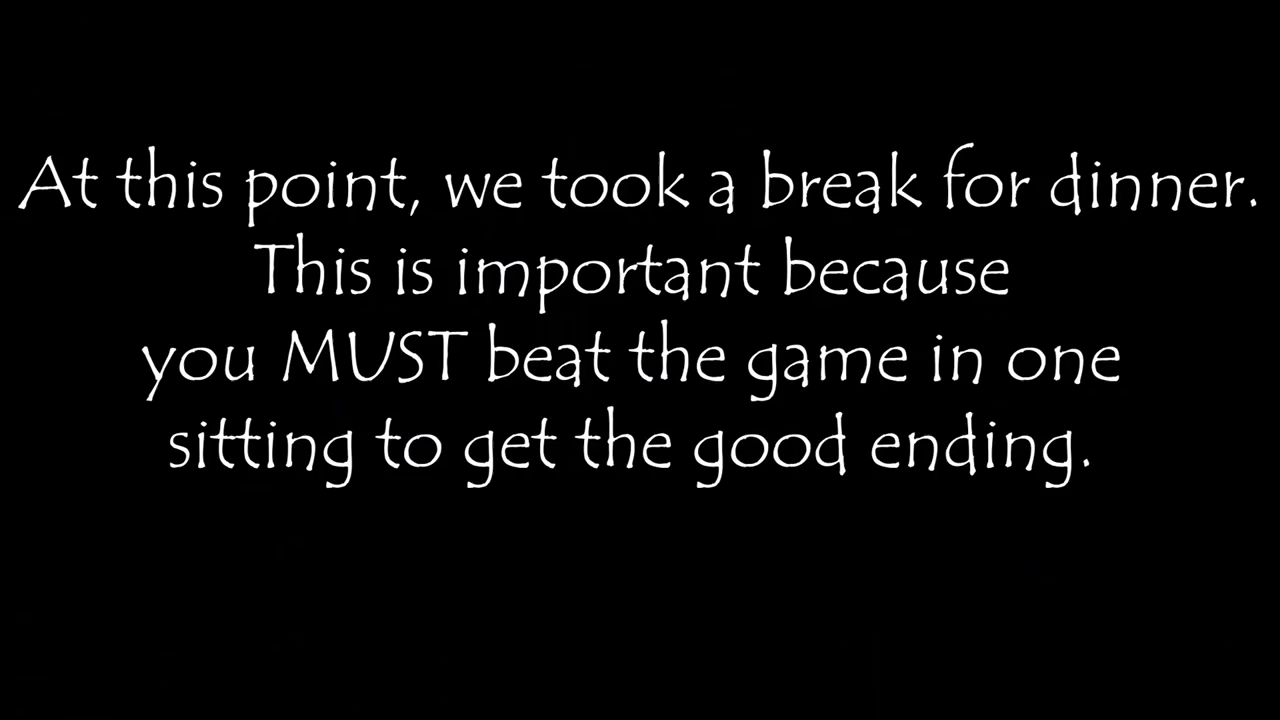 At this point, we took a break for dinner.
This is important because
you MUST beat the game in one
sitting to get the good ending.